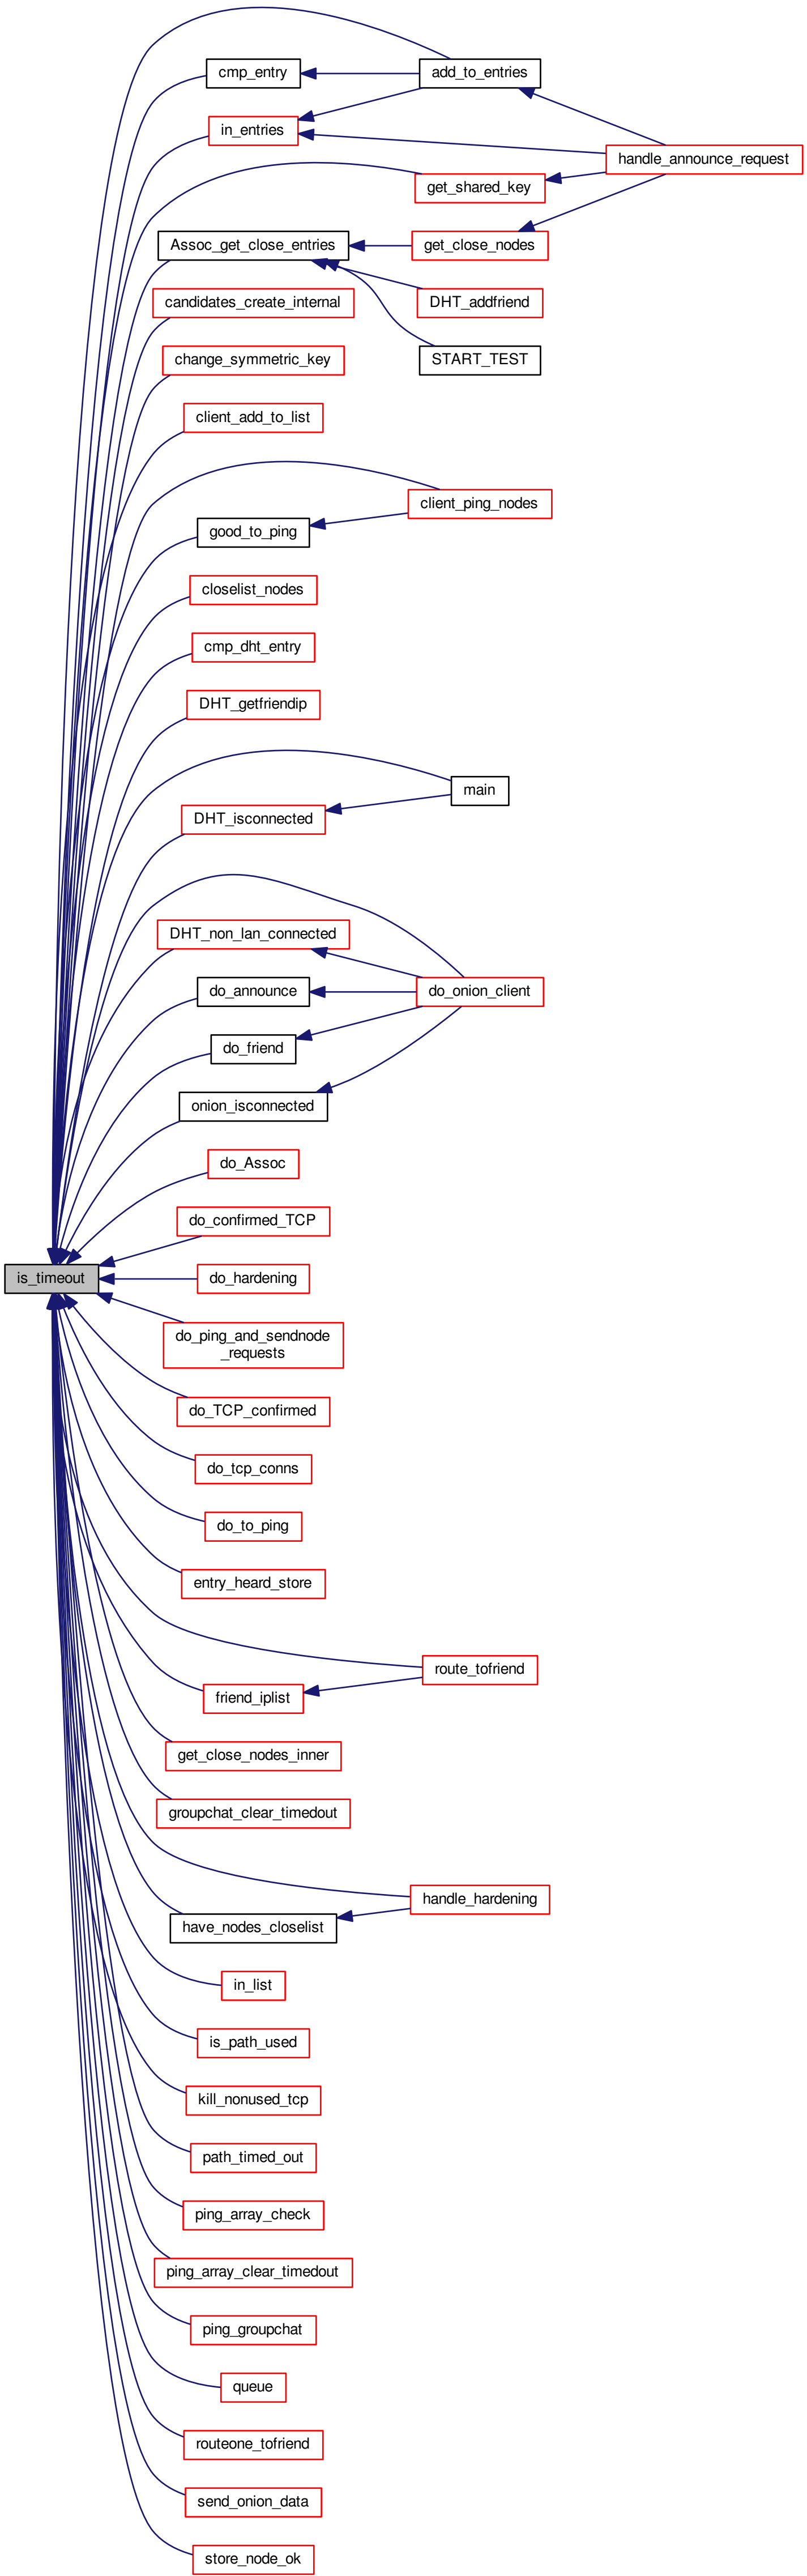 cmp_entry
add_to_entries
in_entries
handle_announce_request
get_shared_key
Assoc_get_close_entries
get_close_nodes
candidates_create_internal
DHT_addfriend
change_symmetric_key
START_TEST
client_add_to_list
client_ping_nodes
good_to_ping
closelist_nodes
cmp_dht_entry
DHT_getfriendip
main
DHT_isconnected
DHT_non_lan_connected
do_announce
do_onion_client
do_friend
onion_isconnected
do_Assoc
do_confirmed_TCP
is_timeout
do_hardening
do_ping_and_sendnode
_requests
do_TCP_confirmed
do_tcp_conns
do_to_ping
entry_heard_store
route_tofriend
friend_iplist
get_close_nodes_inner
groupchat_clear_timedout
handle_hardening
have_nodes_closelist
in_list
is_path_used
kill_nonused_tcp
path_timed_out
ping_array_check
ping_array_clear_timedout
ping_groupchat
queue
routeone_tofriend
send_onion_data
store_node_ok